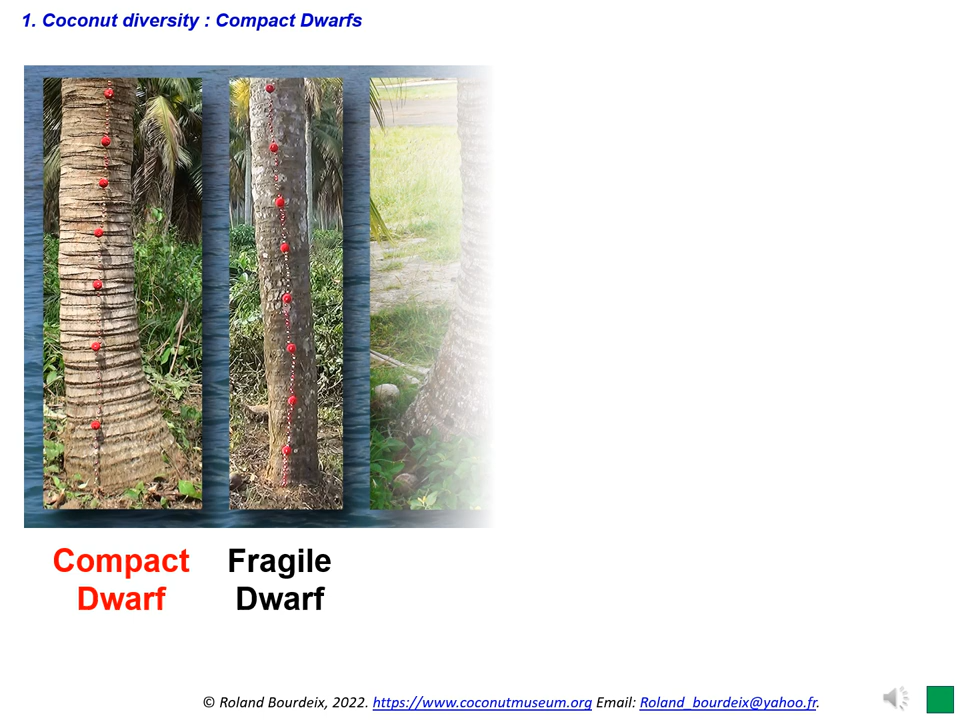 1. Coconut diversity : Compact Dwarfs
Compact
Dwarf
Fragile
Dwarf
© Roland Bourdeix, 2022. https://www.coconutmuseum.org Email: Roland_bourdeix@yahoo.fr.